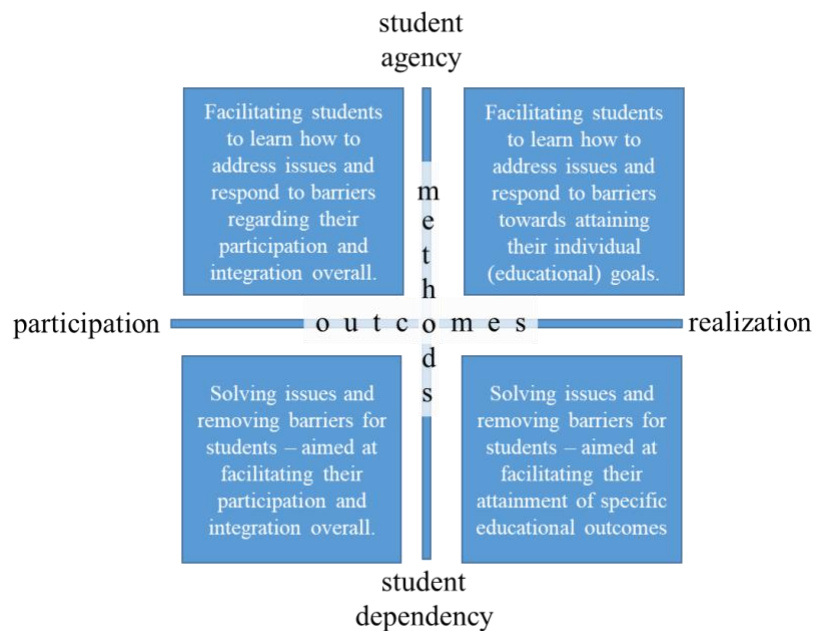 student
agency
Facilitating students
to learn how to
address issues and
respond to barriers
regarding their
participation and
integration overall.
Facilitating students
to learn how to
address issues and
respond to barriers
towards attaining
their individual
(educational) goals.
methods
participation
outcomes
realization
Solving issues and
removing barriers for
students – aimed at
facilitating their
participation and
integration overall.
Solving issues and
removing barriers for
students – aimed at
facilitating their
attainment of specific
educational outcomes
student
dependency